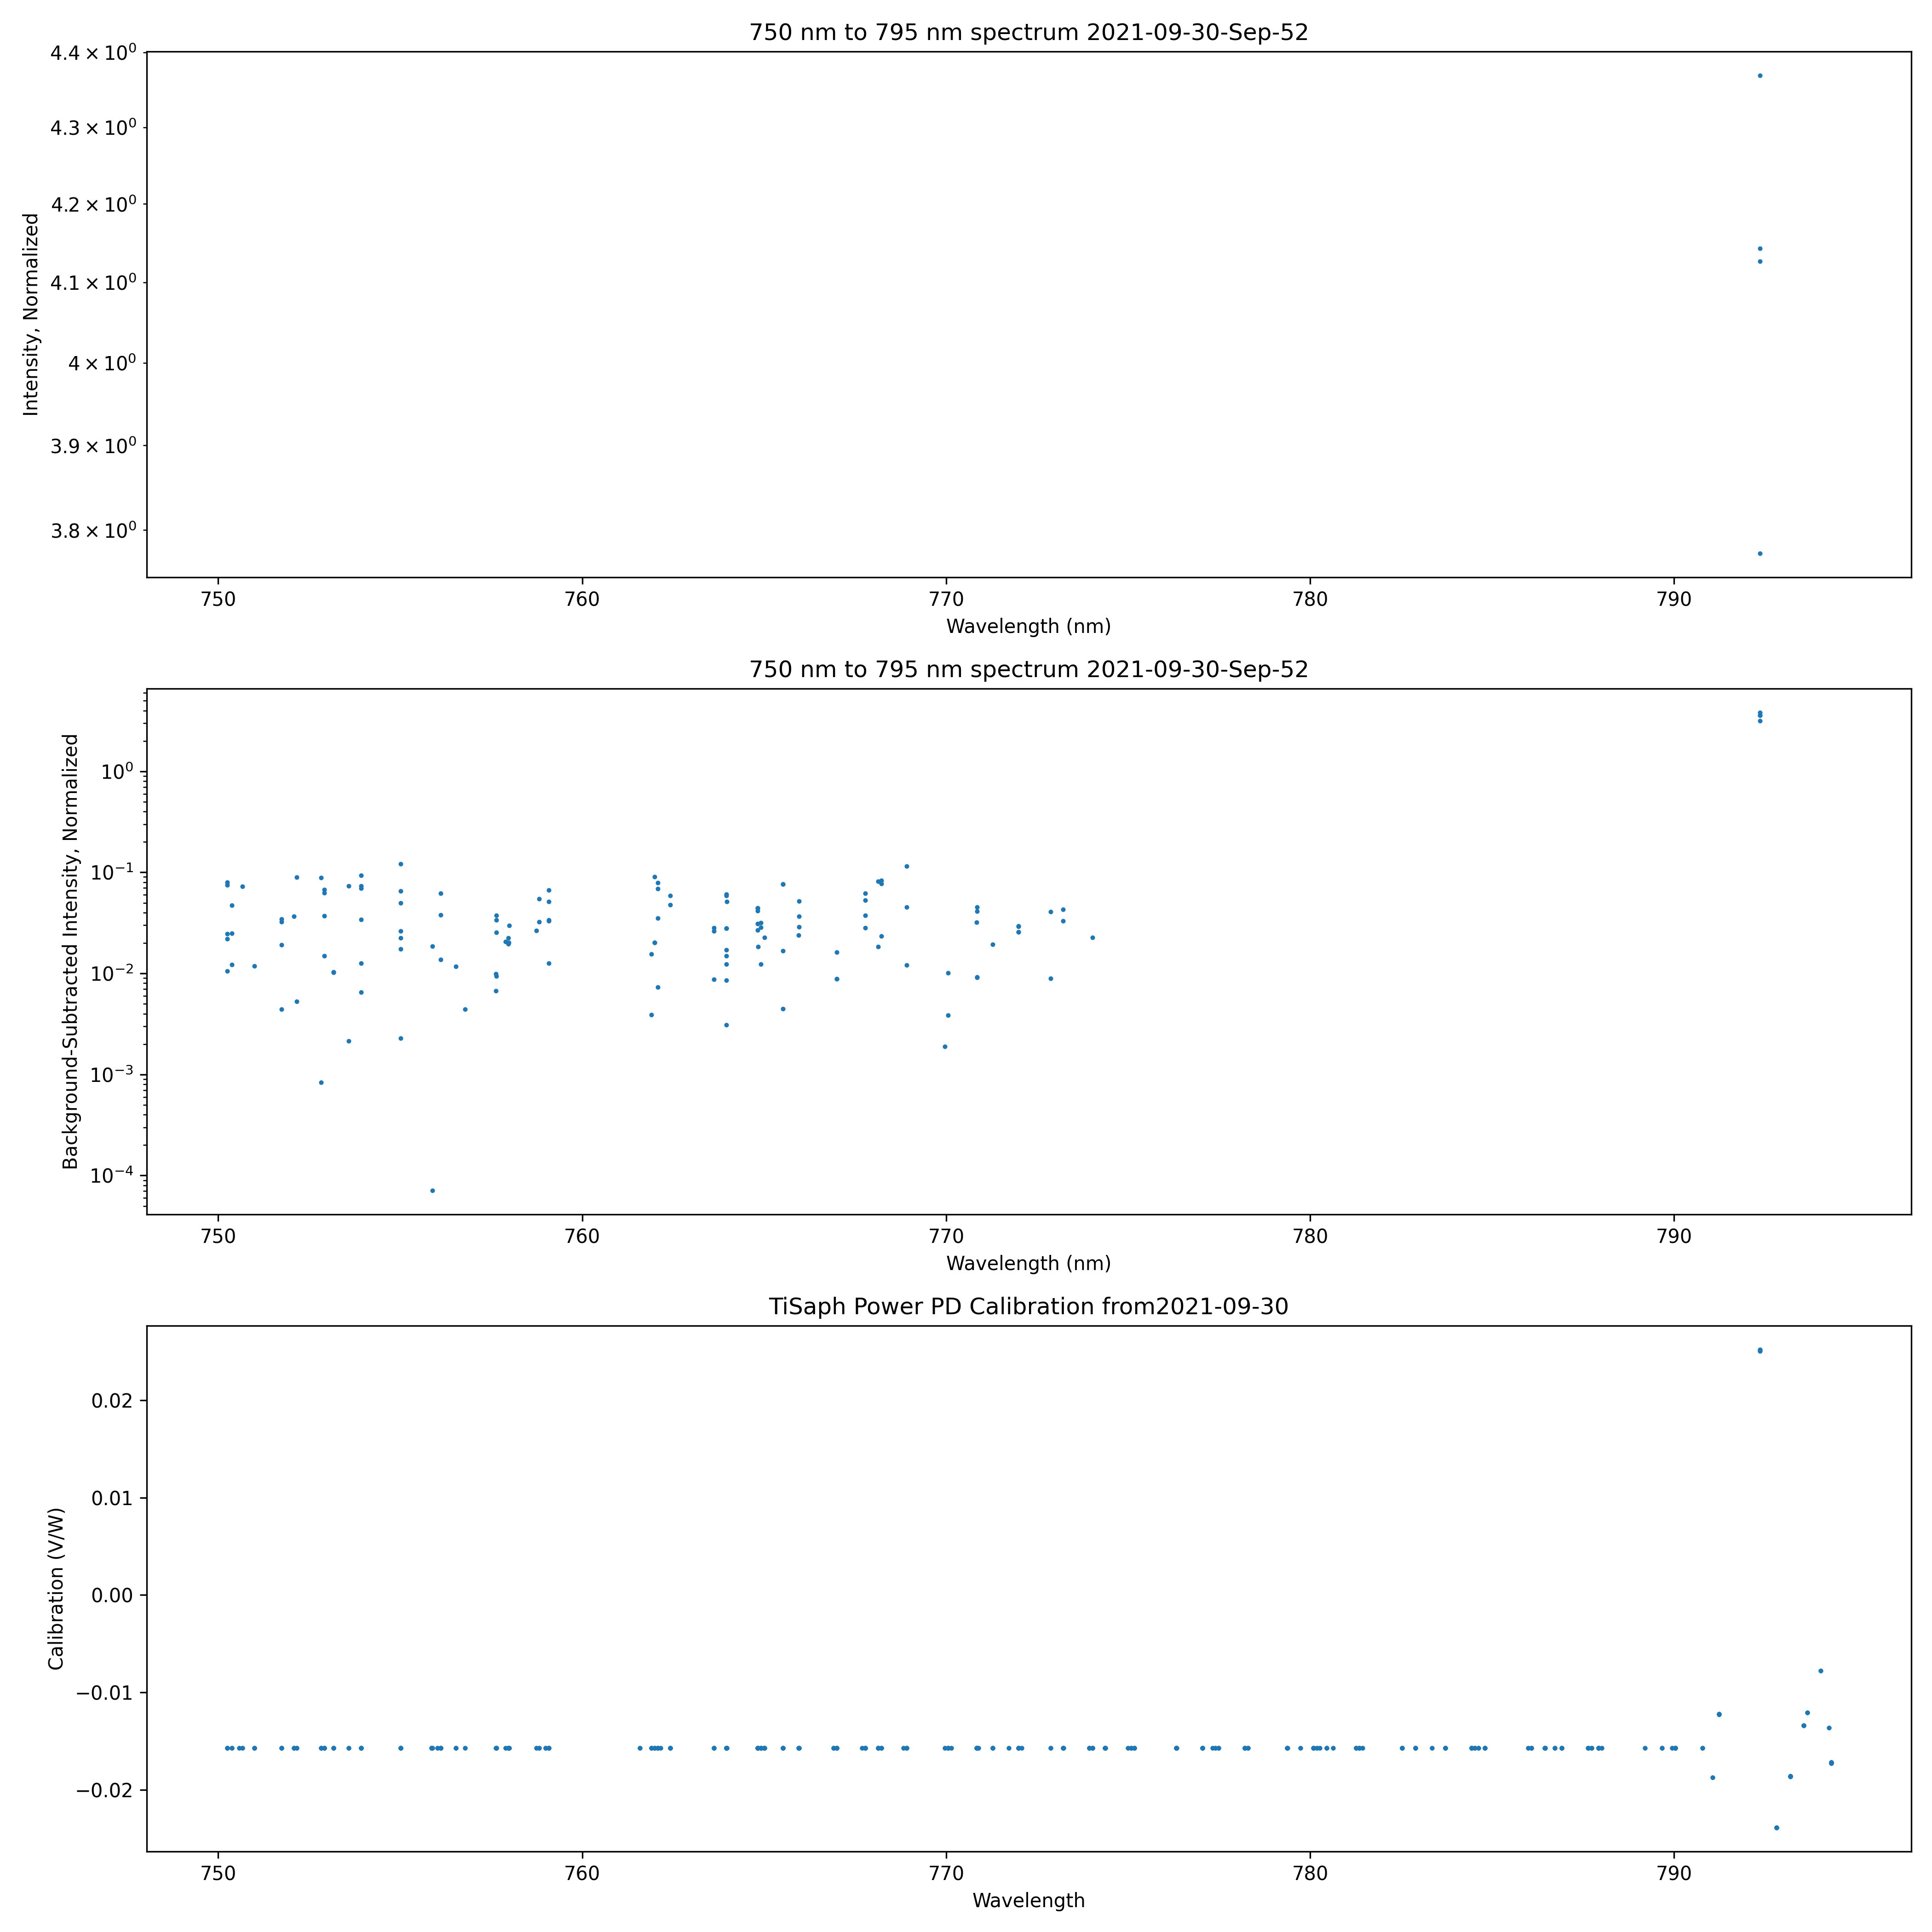 750 nm to 795 nm spectrum 2021-09-30-Sep-52
4.4 × 10⁰
4.3 × 10⁰
4.2 × 10⁰
4.1 × 10⁰
4 × 10⁰
3.9 × 10⁰
3.8 × 10⁰
Intensity, Normalized
750 760 770 780 790
Wavelength (nm)
750 nm to 795 nm spectrum 2021-09-30-Sep-52
10⁰
10⁻¹
10⁻²
10⁻³
10⁻⁴
Background-Subtracted Intensity, Normalized
750 760 770 780 790
Wavelength (nm)
TiSaph Power PD Calibration from2021-09-30
0.02
0.01
0.00
−0.01
−0.02
Calibration (V/W)
750 760 770 780 790
Wavelength